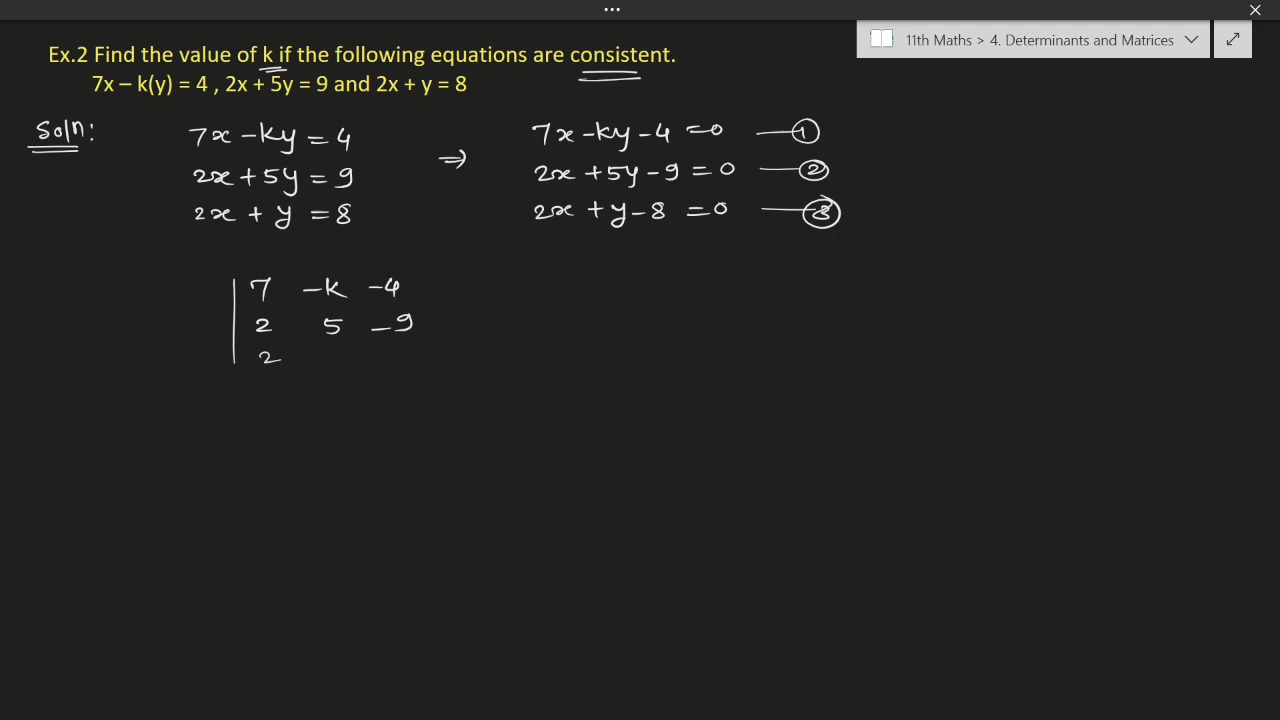 11th Maths > 4. Determinants and Matrices
Ex.2 Find the value of k if the following equations are consistent.
7x – k(y) = 4 , 2x + 5y = 9 and 2x + y = 8
Soln:
7x - ky = 4
2x + 5y = 9
2x + y = 8
⇒
7x - ky - 4 = 0 — ①
2x + 5y - 9 = 0 — ②
2x + y - 8 = 0 — ③
| 7 -k -4
2 5 -9
2